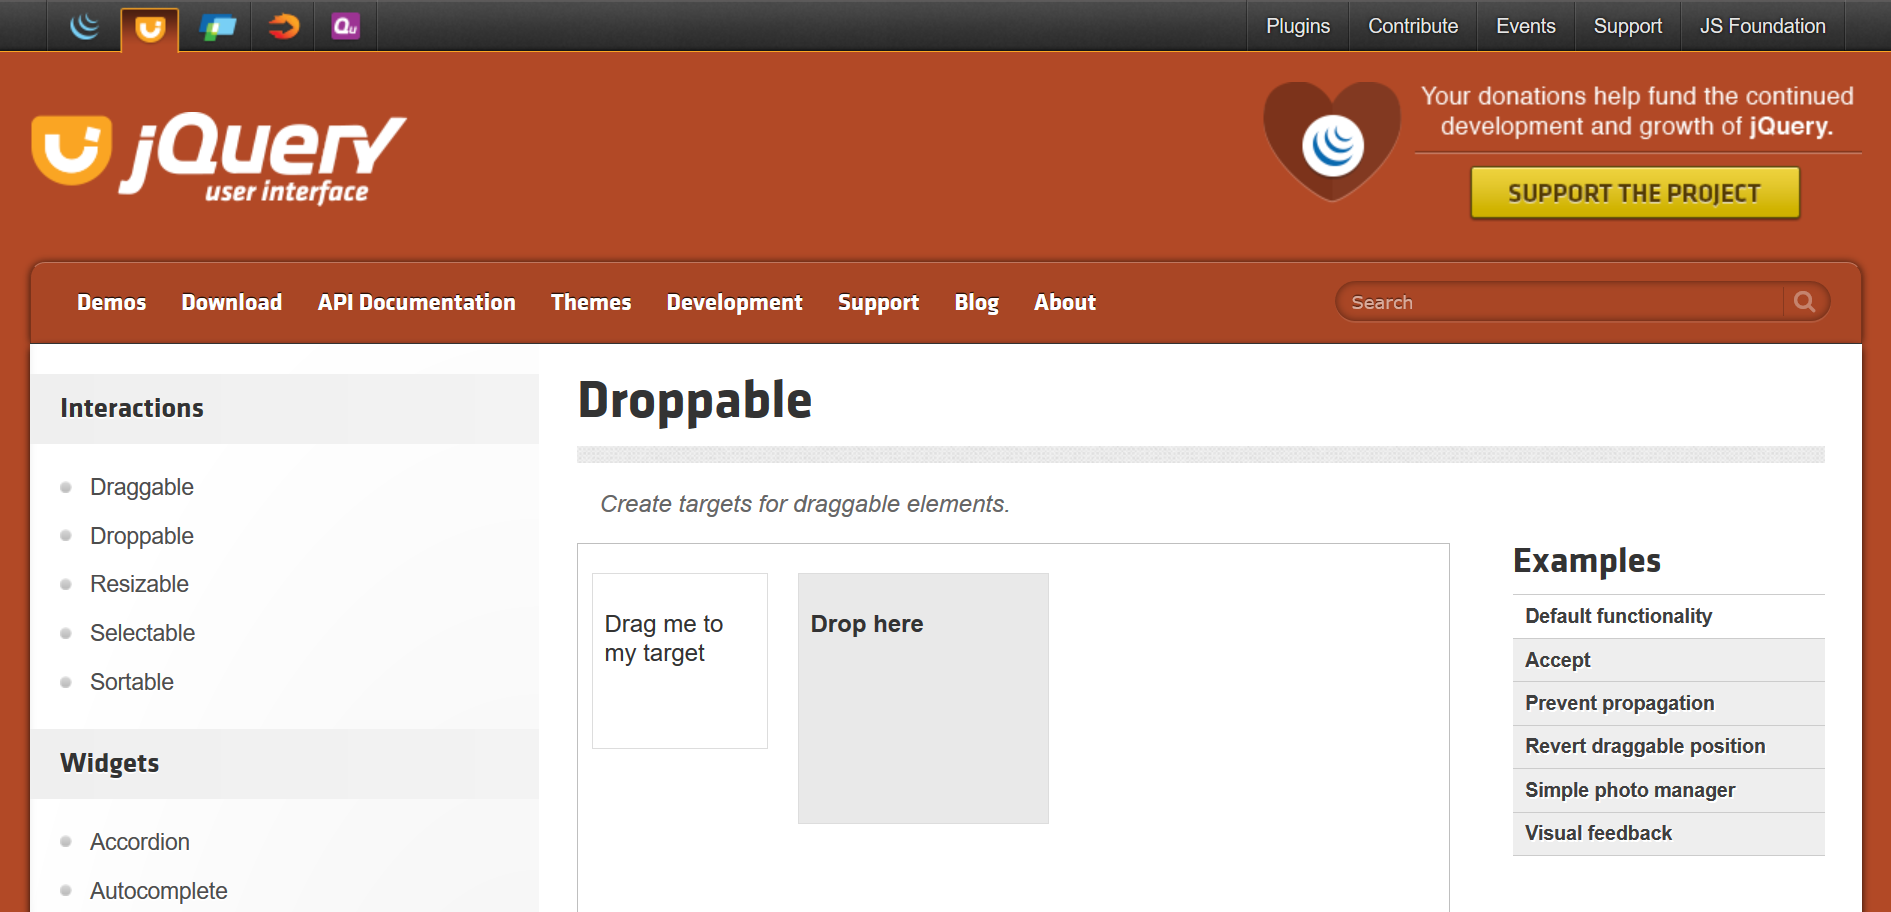 Qu
Plugins
Contribute
Events
Support
JS Foundation
jQuery
user interface
Your donations help fund the continued
development and growth of jQuery.
SUPPORT THE PROJECT
Demos
Download
API Documentation
Themes
Development
Support
Blog
About
Search
Interactions
Draggable
Droppable
Resizable
Selectable
Sortable
Widgets
Accordion
Autocomplete
Droppable
Create targets for draggable elements.
Drag me to
my target
Drop here
Examples
Default functionality
Accept
Prevent propagation
Revert draggable position
Simple photo manager
Visual feedback